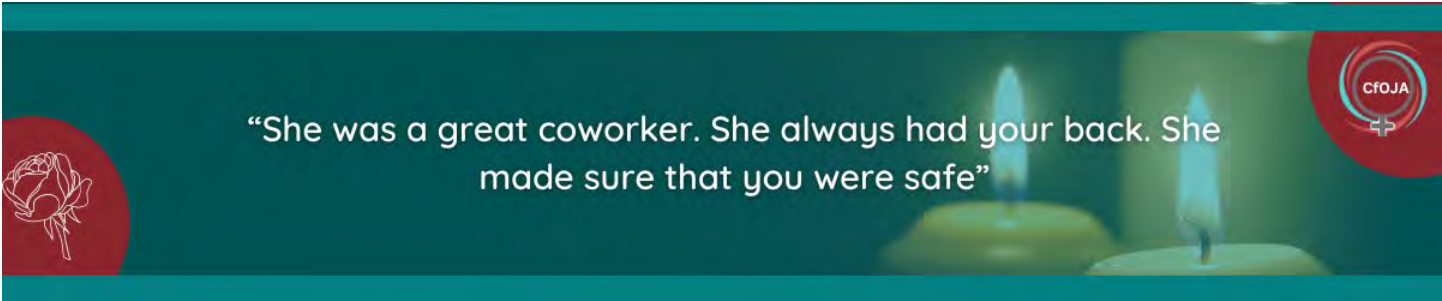 “She was a great coworker. She always had your back. She
made sure that you were safe”
CfOJA